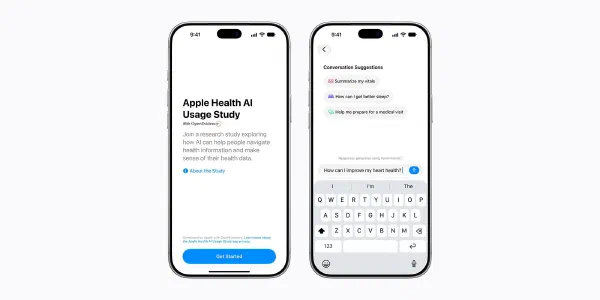 9:41
Apple Health AI
Usage Study
Join a research study exploring
how AI can help people navigate
health information and make
sense of their health data.
About the Study
Get Started
9:41
Conversation Suggestions
Summarize my vitals
How can I get better sleep?
Help me prepare for a medical visit
How can I improve my heart health?
I I'm The
Q W E R T Y U I O P
A S D F G H J K L
Z X C V B N M
123